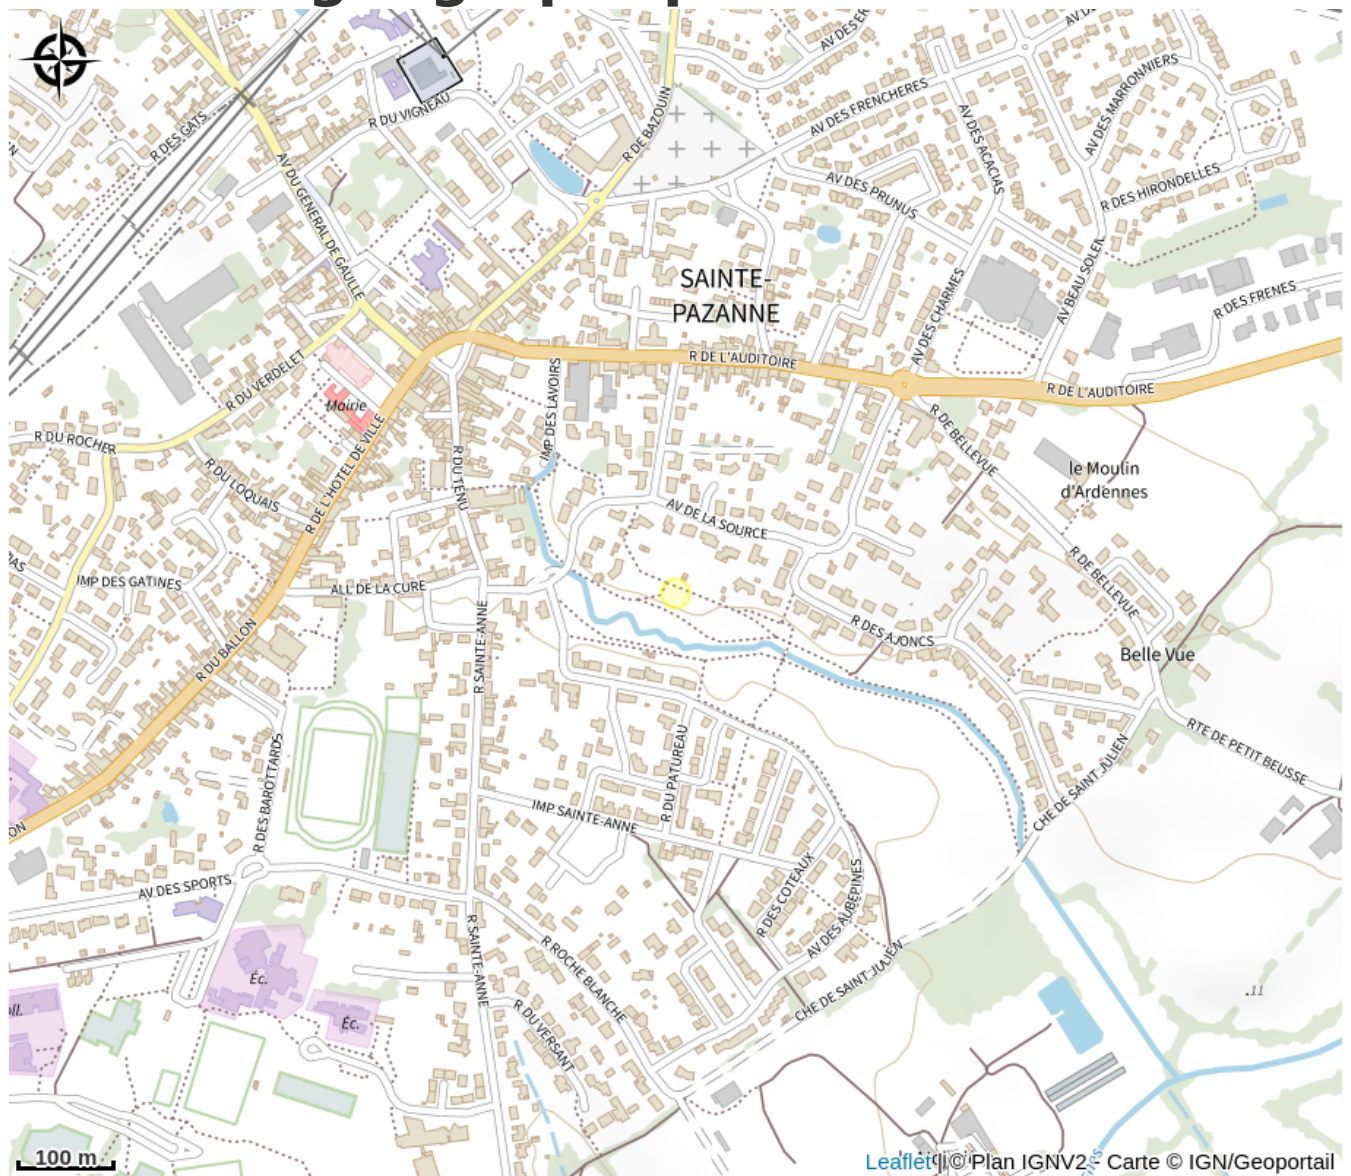 AV DES FRENCHERES
AV DES MARRONNIERS
R DES GATS
R DU VIGNEAU
R DE BAZOUIN
AV DES ACACIAS
AV DU GENERAL DE GAULLE
AV DES PRUNUS
R DES HIRONDELLES
SAINTE-
PAZANNE
AV DES CHARMES
AV BEAU SOLEIL
R DES FRENES
R DU VERDELET
R DE L'AUDITOIRE
R DE L'AUDITOIRE
Mairie
IMP DES LAVOIRS
R DU ROCHER
R DE L'HOTEL DE VILLE
R DE BELLEVUE
R DU LOQUAIS
R DU TENU
le Moulin
d'Ardennes
AV DE LA SOURCE
IMP DES GATINES
ALL DE LA CURE
R DE BELLEVUE
R DU BALLON
R SAINTE-ANNE
R DES AJONCS
Belle Vue
RTE DE PETIT BEUSSE
R DES BAROTTARDS
R DU PATUREAU
CHE DE SAINT JULIEN
IMP SAINTE-ANNE
AV DES SPORTS
R DES COTEAUX
AV DES AUBEPINES
R SAINTE-ANNE
R ROCHE BLANCHE
CHE DE SAINT JULIEN
Éc.
Éc.
R DU VERSANT
.11
100 m
Leaflet | © Plan IGNV2 - Carte © IGN/Geoportail